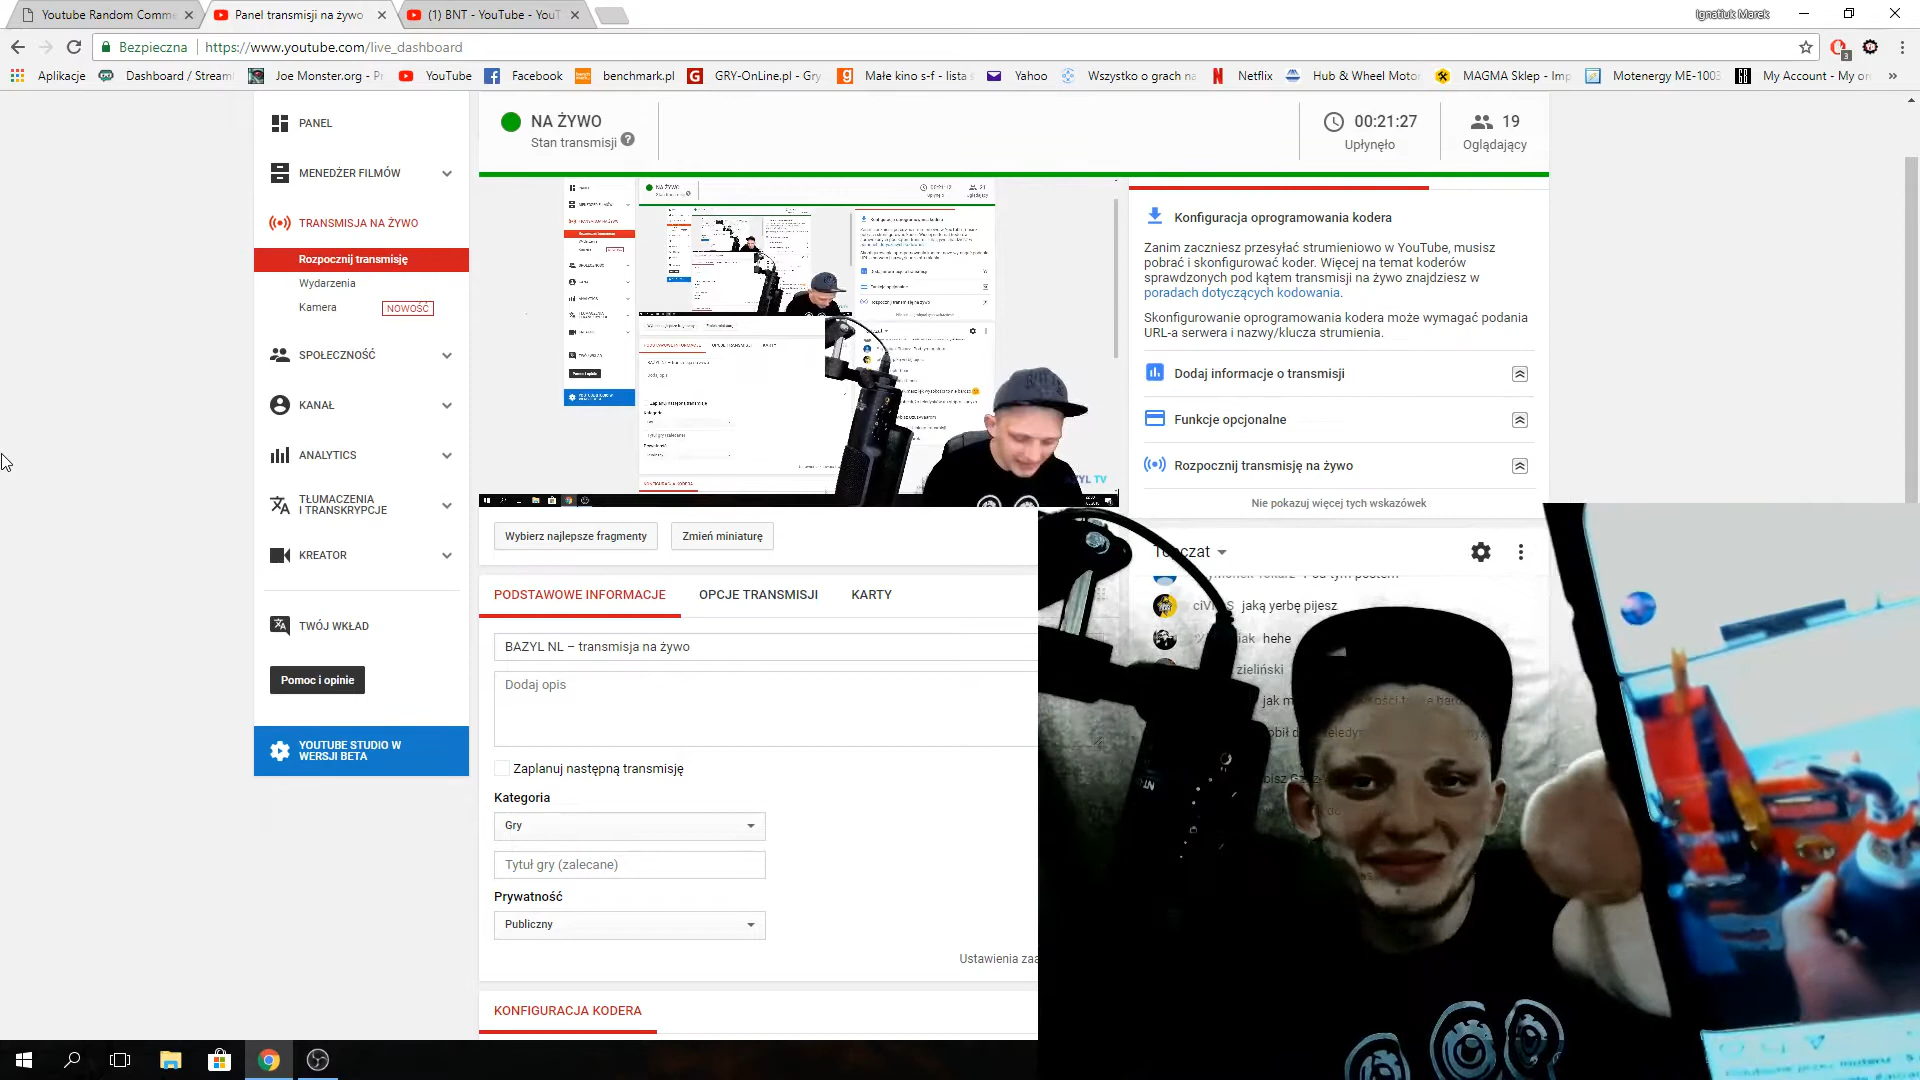 Youtube Random Comme
Panel transmisji na żywo
(1) BNT - YouTube - YouT
Ignatiuk Marek
Bezpieczna
https://www.youtube.com/live_dashboard
3
Aplikacje
Dashboard / Streaml
Joe Monster.org - P
YouTube
Facebook
benchmark.pl
GRY-OnLine.pl - Gry
Małe kino s-f - lista
Yahoo
Wszystko o grach na
Netflix
Hub & Wheel Motor
MAGMA Sklep - Imp
Motenergy ME-1003
My Account - My o
»
PANEL
MENEDŻER FILMÓW
TRANSMISJA NA ŻYWO
Rozpocznij transmisję
Wydarzenia
Kamera
NOWOŚĆ
SPOŁECZNOŚĆ
KANAŁ
ANALYTICS
TŁUMACZENIA
I TRANSKRYPCJE
KREATOR
TWÓJ WKŁAD
Pomoc i opinie
YOUTUBE STUDIO W
WERSJI BETA
NA ŻYWO
Stan transmisji
00:21:27
Upłynęło
19
Oglądający
Konfiguracja oprogramowania kodera
Zanim zaczniesz przesyłać strumieniowo w YouTube, musisz
pobrać i skonfigurować koder. Więcej na temat koderów
sprawdzonych pod kątem transmisji na żywo znajdziesz w
poradach dotyczących kodowania.
Skonfigurowanie oprogramowania kodera może wymagać podania
URL-a serwera i nazwy/klucza strumienia.
Dodaj informacje o transmisji
Funkcje opcjonalne
Rozpocznij transmisję na żywo
Nie pokazuj więcej tych wskazówek
Wybierz najlepsze fragmenty
Zmień miniaturę
PODSTAWOWE INFORMACJE
OPCJE TRANSMISJI
KARTY
BAZYL NL – transmisja na żywo
Dodaj opis
Zaplanuj następną transmisję
Kategoria
Gry
Tytuł gry (zalecane)
Prywatność
Publiczny
KONFIGURACJA KODERA
jaką yerbę pijesz
hehe
zieliński